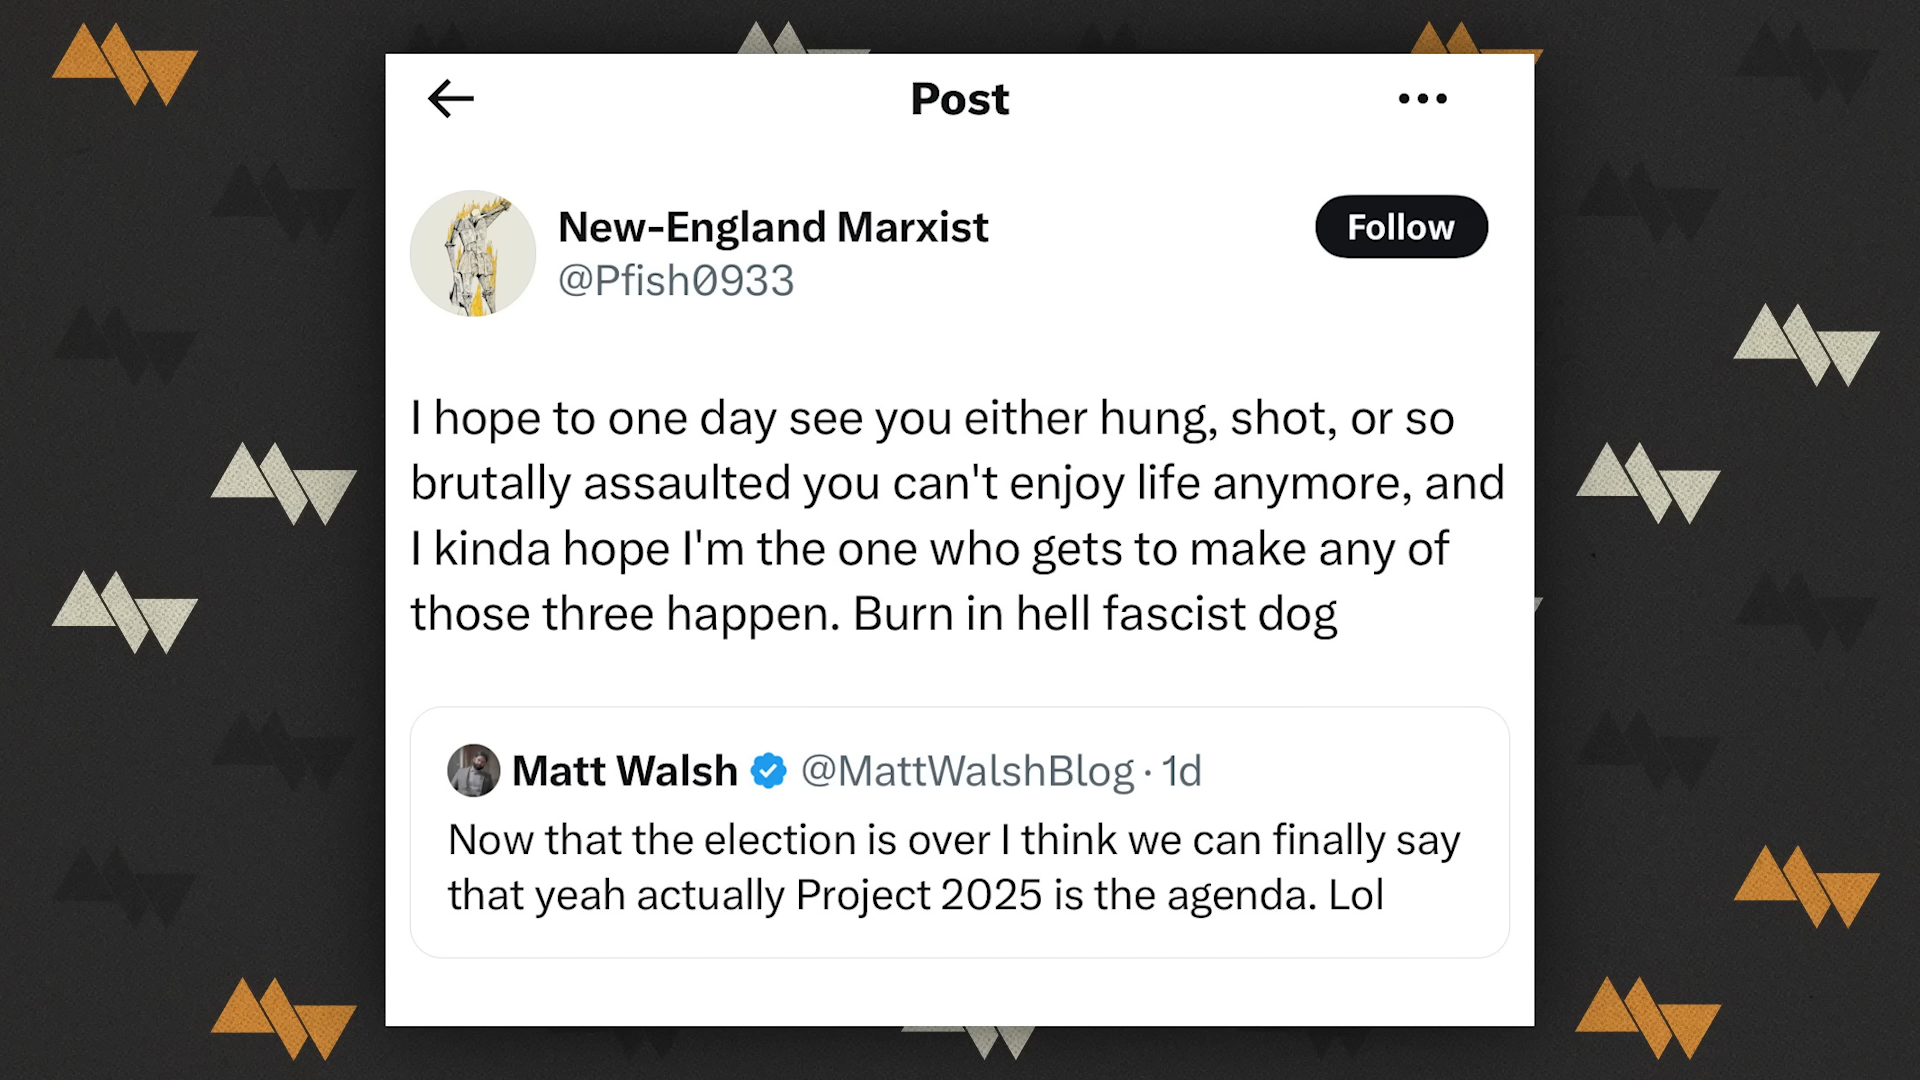 Post
New-England Marxist
Follow
@Pfish0933
I hope to one day see you either hung, shot, or so
brutally assaulted you can't enjoy life anymore, and
I kinda hope I'm the one who gets to make any of
those three happen. Burn in hell fascist dog
Matt Walsh @MattWalshBlog · 1d
Now that the election is over I think we can finally say
that yeah actually Project 2025 is the agenda. Lol